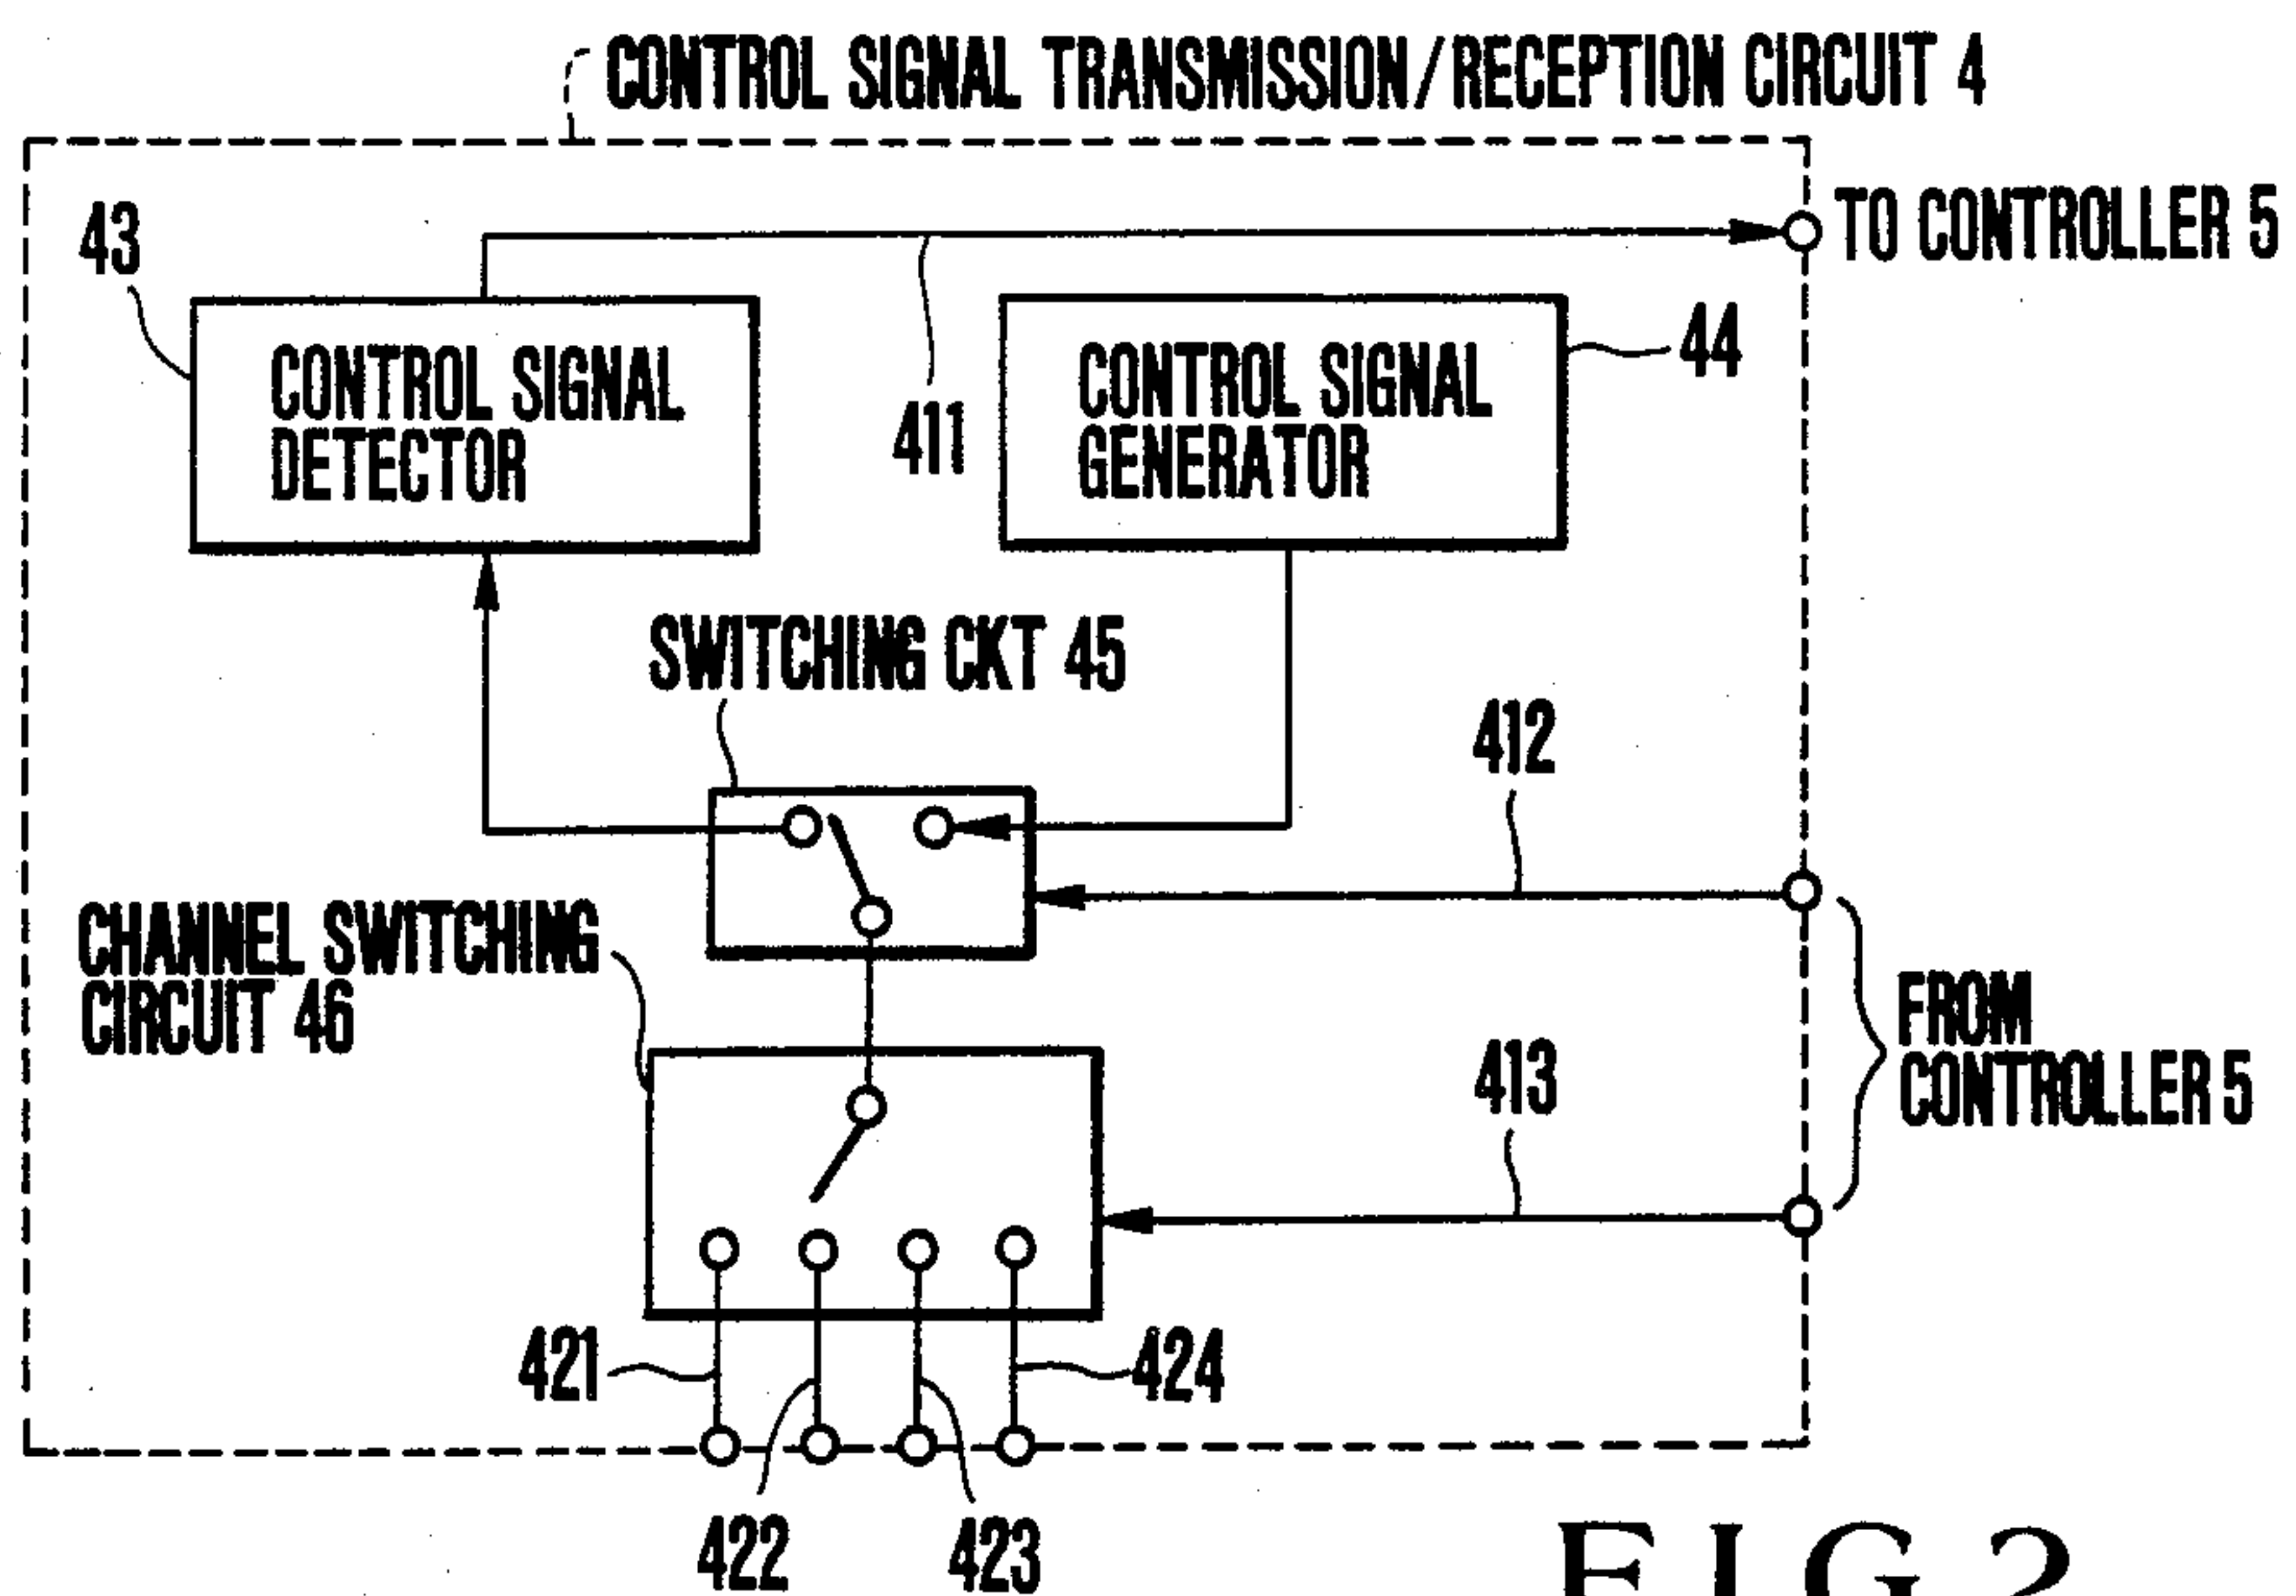 CONTROL SIGNAL TRANSMISSION/RECEPTION CIRCUIT 4
TO CONTROLLER 5
43
CONTROL SIGNAL
DETECTOR
411
CONTROL SIGNAL
GENERATOR
44
SWITCHING CKT 45
412
CHANNEL SWITCHING
CIRCUIT 46
FROM
CONTROLLER 5
413
421
424
422
423
FIG.2